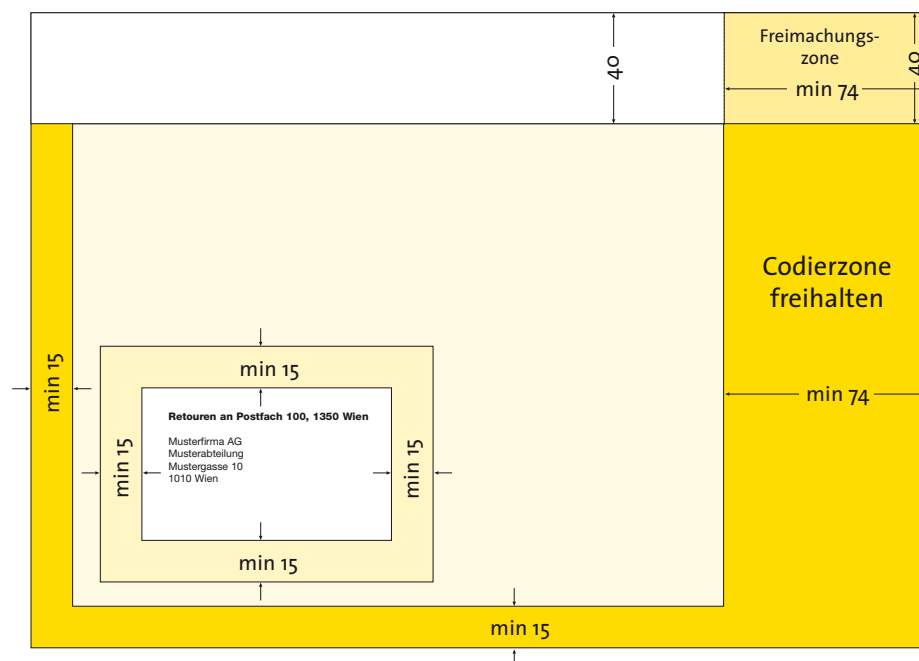 Freimachungs-
zone
40
40
min 74
Codierzone
freihalten
min 15
min 15
min 74
Retouren an Postfach 100, 1350 Wien
Musterfirma AG
Musterabteilung
Mustergasse 10
1010 Wien
min 15
min 15
min 15
min 15